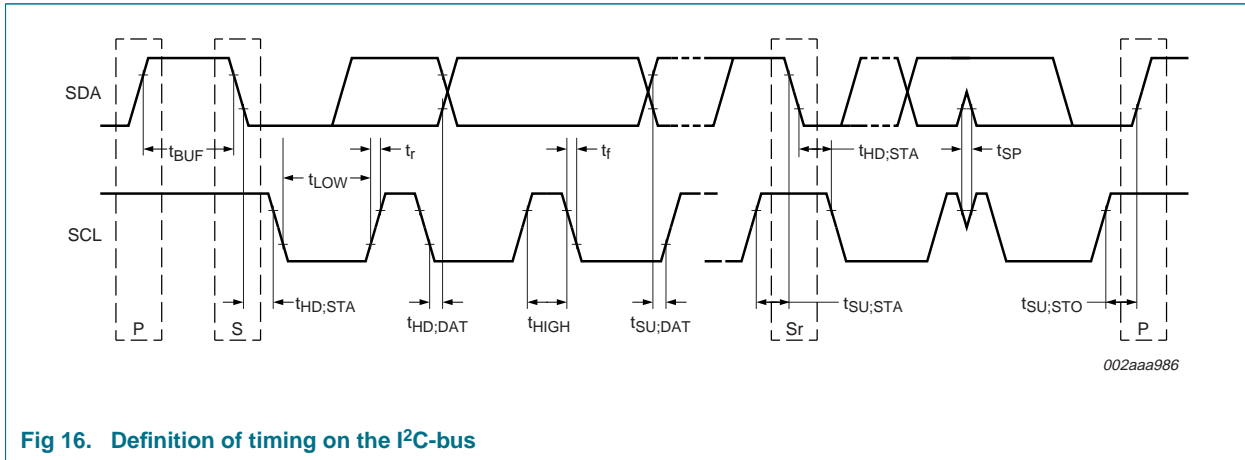 SDA
tBUF
tr
tf
tHD;STA
tSP
tLOW
SCL
tHD;STA
tHD;DAT
tHIGH
tSU;DAT
tSU;STA
tSU;STO
P
S
Sr
P
002aaa986
Fig 16. Definition of timing on the I²C-bus